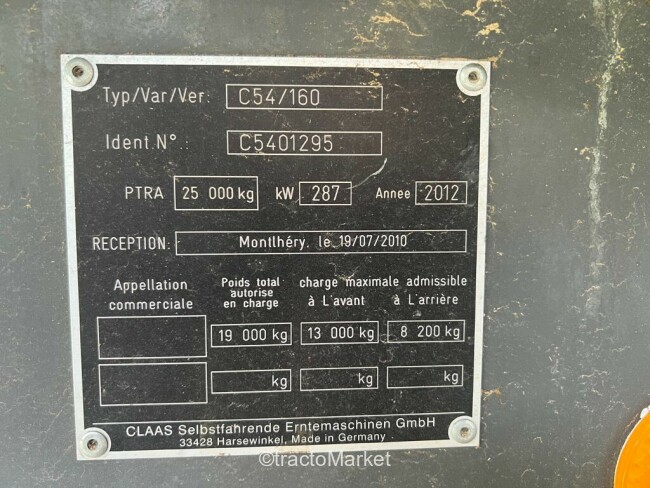 Typ/Var/Ver: C54/160
Ident.N°.: C5401295
PTRA 25 000 kg kW 287 Annee 2012
RECEPTION: Montlhéry, le 19/07/2010
Appellation commerciale Poids total autorise en charge charge maximale admissible à L'avant à L'arrière
19 000 kg 13 000 kg 8 200 kg
kg kg kg
CLAAS Selbstfahrende Erntemaschinen GmbH
33428 Harsewinkel, Made in Germany
©tractoMarket